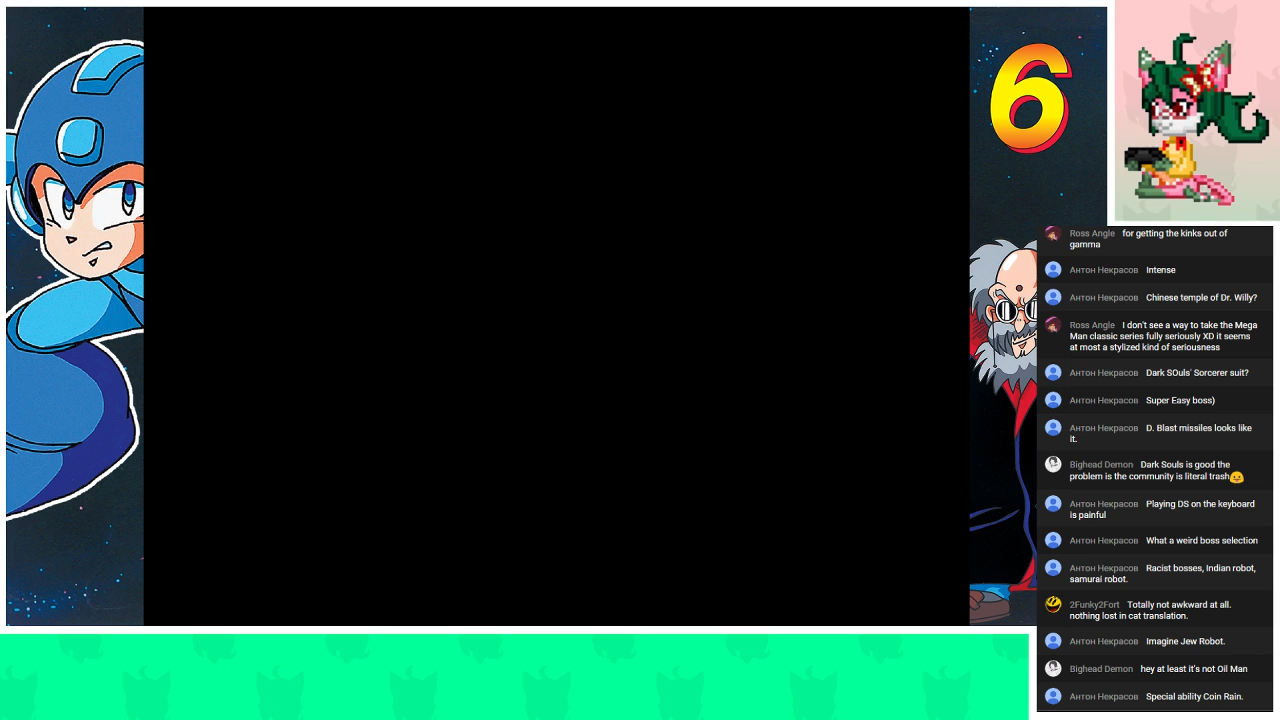 6
Ross Angle for getting the kinks out of
gamma
Антон Некрасов Intense
Антон Некрасов Chinese temple of Dr. Willy?
Ross Angle I don't see a way to take the Mega
Man classic series fully seriously XD it seems
at most a stylized kind of seriousness
Антон Некрасов Dark SOuls' Sorcerer suit?
Антон Некрасов Super Easy boss)
Антон Некрасов D. Blast missiles looks like
it.
Bighead Demon Dark Souls is good the
problem is the community is literal trash
Антон Некрасов Playing DS on the keyboard
is painful
Антон Некрасов What a weird boss selection
Антон Некрасов Racist bosses, Indian robot,
samurai robot.
2Funky2Fort Totally not awkward at all.
nothing lost in cat translation.
Антон Некрасов Imagine Jew Robot.
Bighead Demon hey at least it's not Oil Man
Антон Некрасов Special ability Coin Rain.